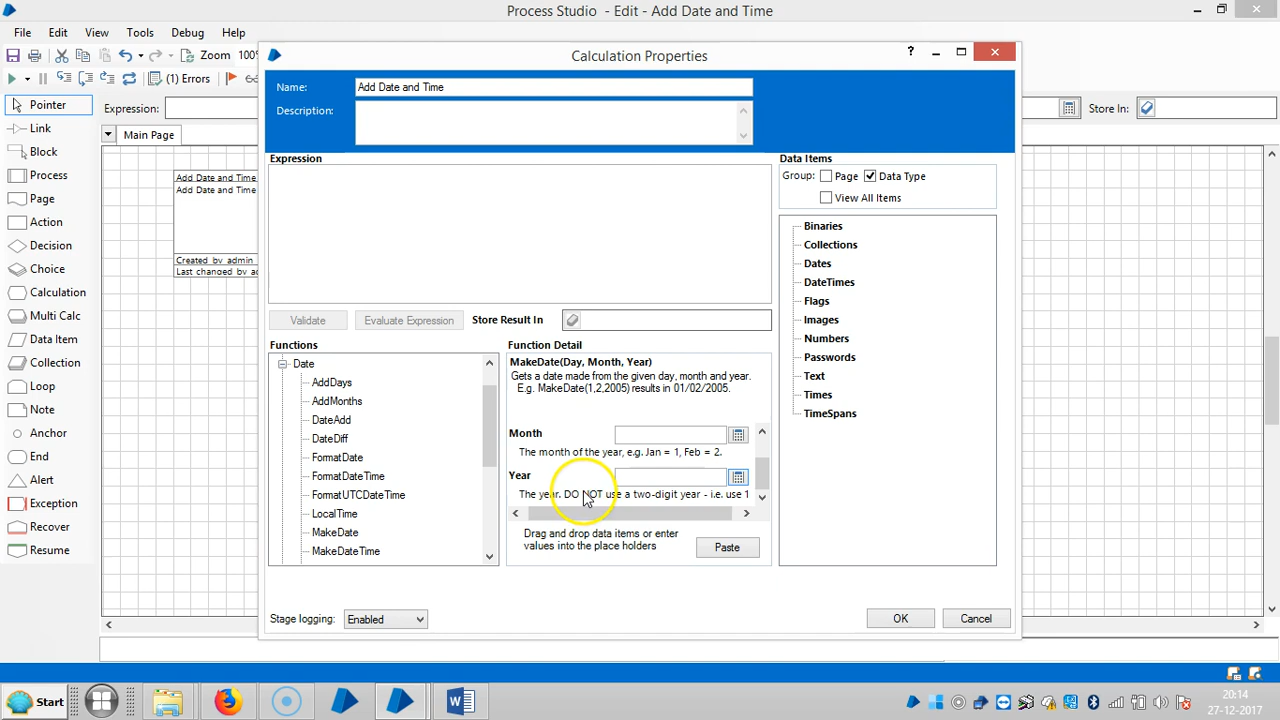 Process Studio - Edit - Add Date and Time
File Edit View Tools Debug Help
Zoom 100%
(1) Errors
Calculation Properties
?
Pointer
Expression:
Store In:
Main Page
Link
Block
Process
Page
Action
Decision
Choice
Calculation
Multi Calc
Data Item
Collection
Loop
Note
Anchor
End
Alert
Exception
Recover
Resume
Add Date and Time
Add Date and Time
Created by admin
Last changed by
Name: Add Date and Time
Description:
Expression
Validate Evaluate Expression Store Result In
Functions
Date
AddDays
AddMonths
DateAdd
DateDiff
FormatDate
FormatDateTime
FormatUTCDateTime
LocalTime
MakeDate
MakeDateTime
Function Detail
MakeDate(Day, Month, Year)
Gets a date made from the given day, month and year.
E.g. MakeDate(1,2,2005) results in 01/02/2005.
Month
The month of the year, e.g. Jan = 1, Feb = 2.
Year
The year. DO NOT use a two-digit year - i.e. use 1
Drag and drop data items or enter
values into the place holders
Paste
Data Items
Group: Page Data Type
View All Items
Binaries
Collections
Dates
DateTimes
Flags
Images
Numbers
Passwords
Text
Times
TimeSpans
Stage logging: Enabled
OK Cancel
Start
20:14
27-12-2017